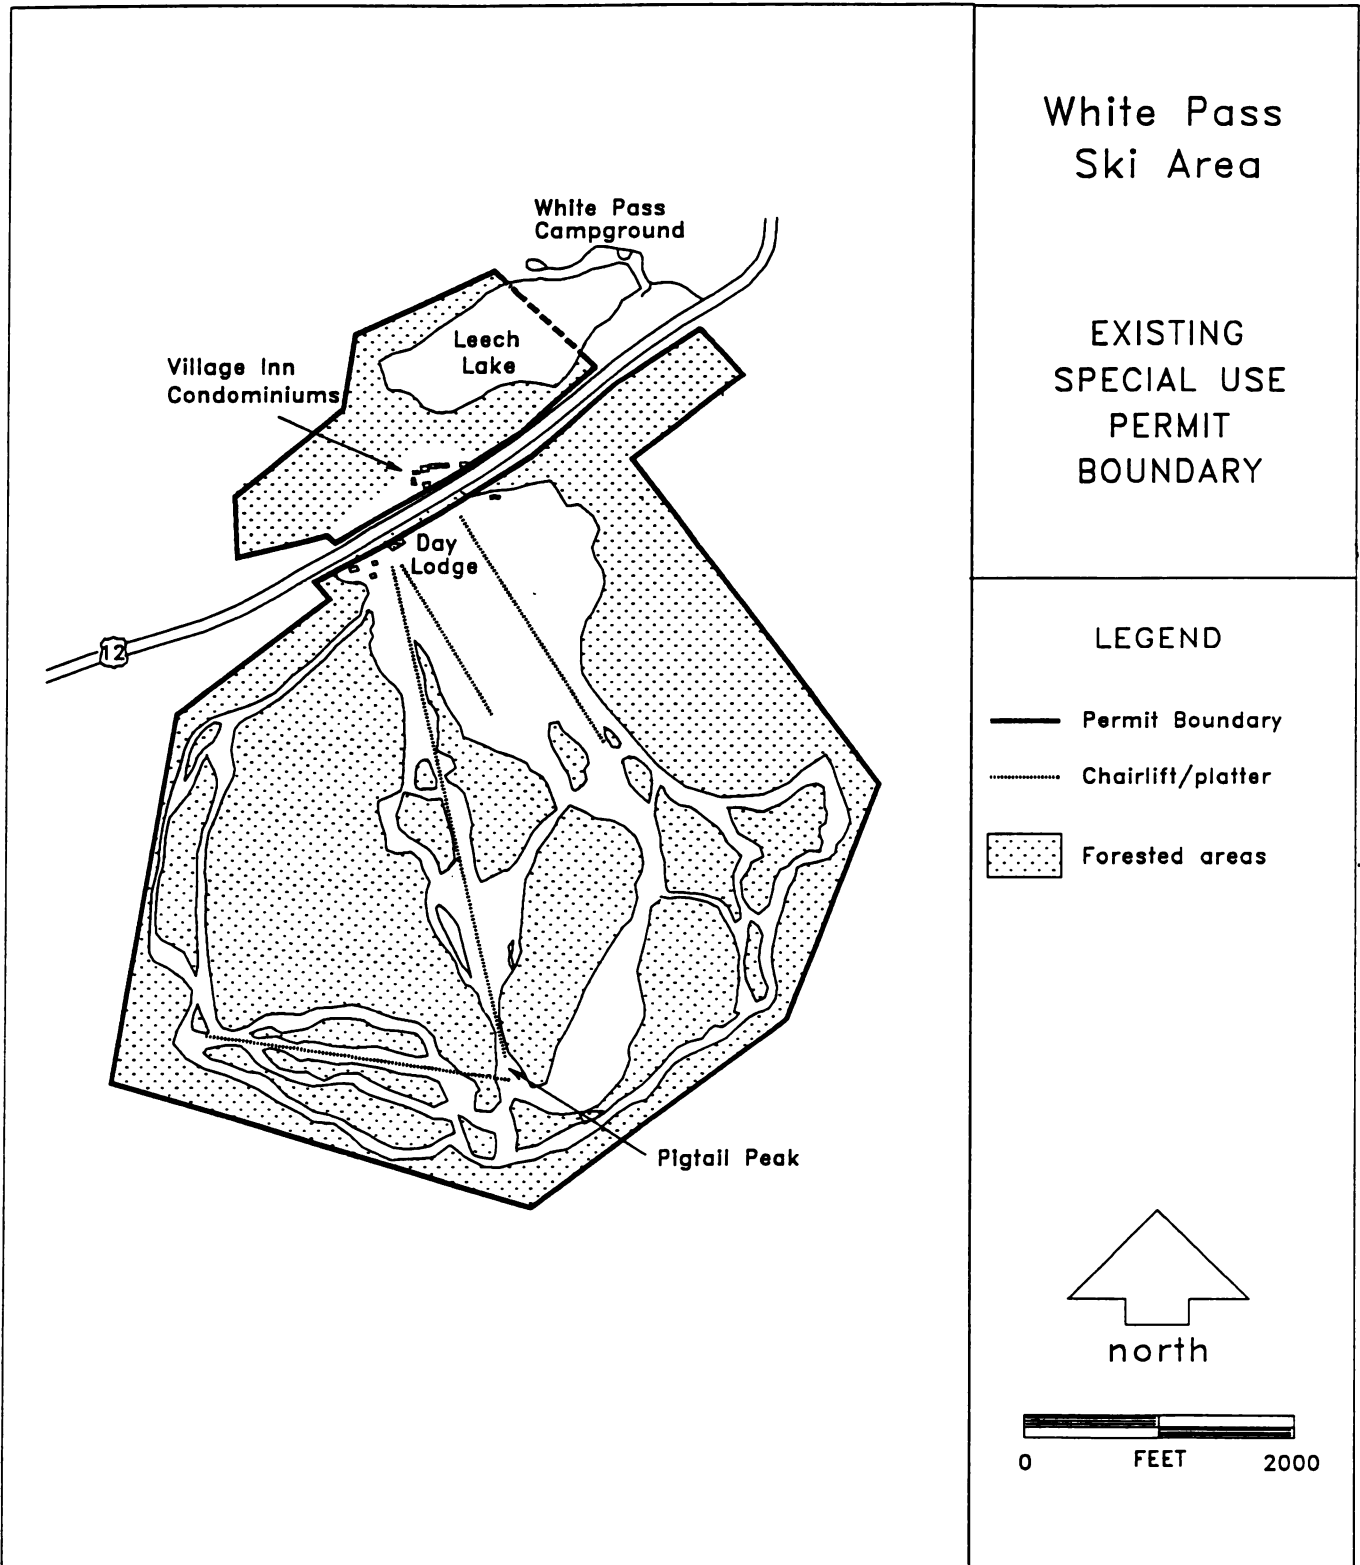 White Pass
Ski Area
EXISTING
SPECIAL USE
PERMIT
BOUNDARY
White Pass
Campground
Leech
Lake
Village Inn
Condominiums
Day
Lodge
12
Pigtail Peak
LEGEND
Permit Boundary
Chairlift/platter
Forested areas
north
0 FEET 2000